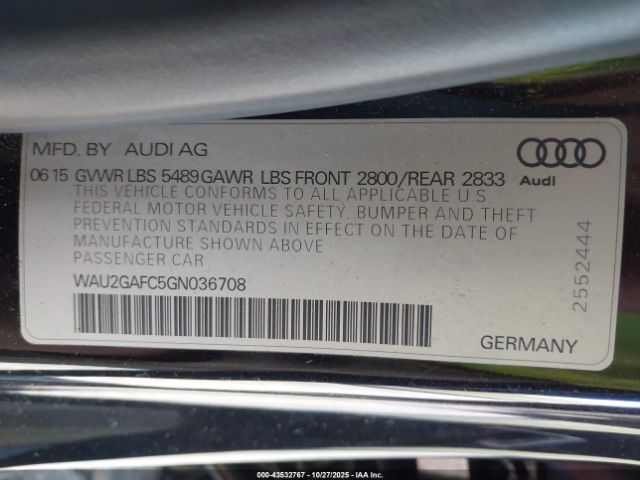 MFD. BY AUDI AG
06 15 GVWR LBS 5489 GAWR LBS FRONT 2800/REAR 2833
THIS VEHICLE CONFORMS TO ALL APPLICABLE U.S
FEDERAL MOTOR VEHICLE SAFETY, BUMPER AND THEFT
PREVENTION STANDARDS IN EFFECT ON THE DATE OF
MANUFACTURE SHOWN ABOVE
PASSENGER CAR
WAU2GAFC5GN036708
Audi
2552444
GERMANY
000 - 43532767 - 10/27/2025 - IAA Inc.